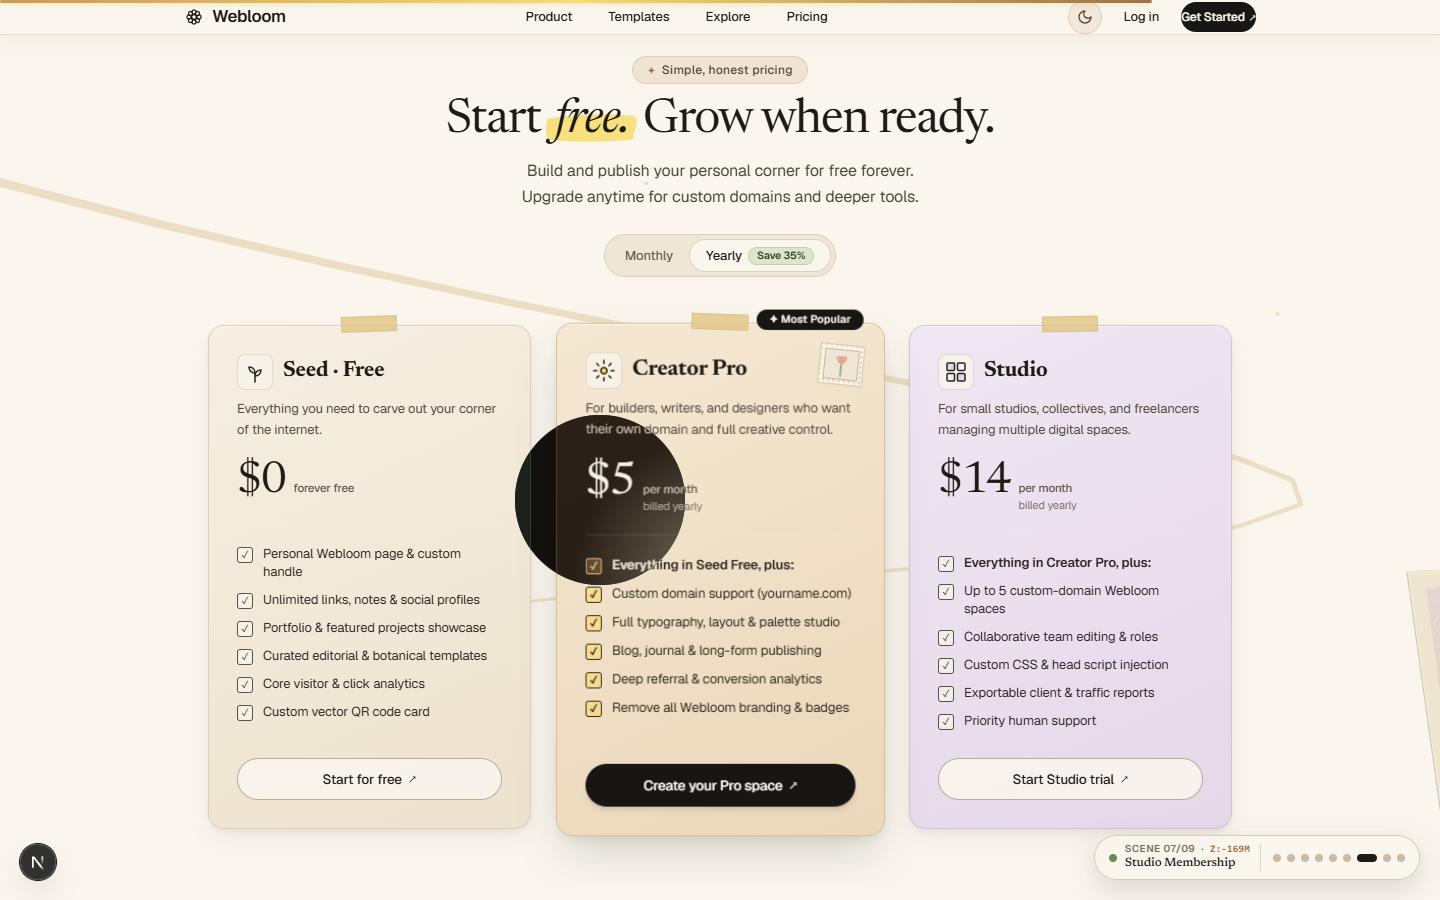 Webloom
Product
Templates
Explore
Pricing
Log in
Get Started ↗
✦ Simple, honest pricing
Start free. Grow when ready.
Build and publish your personal corner for free forever.
Upgrade anytime for custom domains and deeper tools.
Monthly
Yearly
Save 35%
Seed · Free
Everything you need to carve out your corner
of the internet.
$0 forever free
Personal Webloom page & custom
handle
Unlimited links, notes & social profiles
Portfolio & featured projects showcase
Curated editorial & botanical templates
Core visitor & click analytics
Custom vector QR code card
Start for free ↗
✦ Most Popular
Creator Pro
For builders, writers, and designers who want
their own domain and full creative control.
$5 per month
billed yearly
Everything in Seed Free, plus:
Custom domain support (yourname.com)
Full typography, layout & palette studio
Blog, journal & long-form publishing
Deep referral & conversion analytics
Remove all Webloom branding & badges
Create your Pro space ↗
Studio
For small studios, collectives, and freelancers
managing multiple digital spaces.
$14 per month
billed yearly
Everything in Creator Pro, plus:
Up to 5 custom-domain Webloom
spaces
Collaborative team editing & roles
Custom CSS & head script injection
Exportable client & traffic reports
Priority human support
Start Studio trial ↗
N
SCENE 07/09 · Z:-169M
Studio Membership